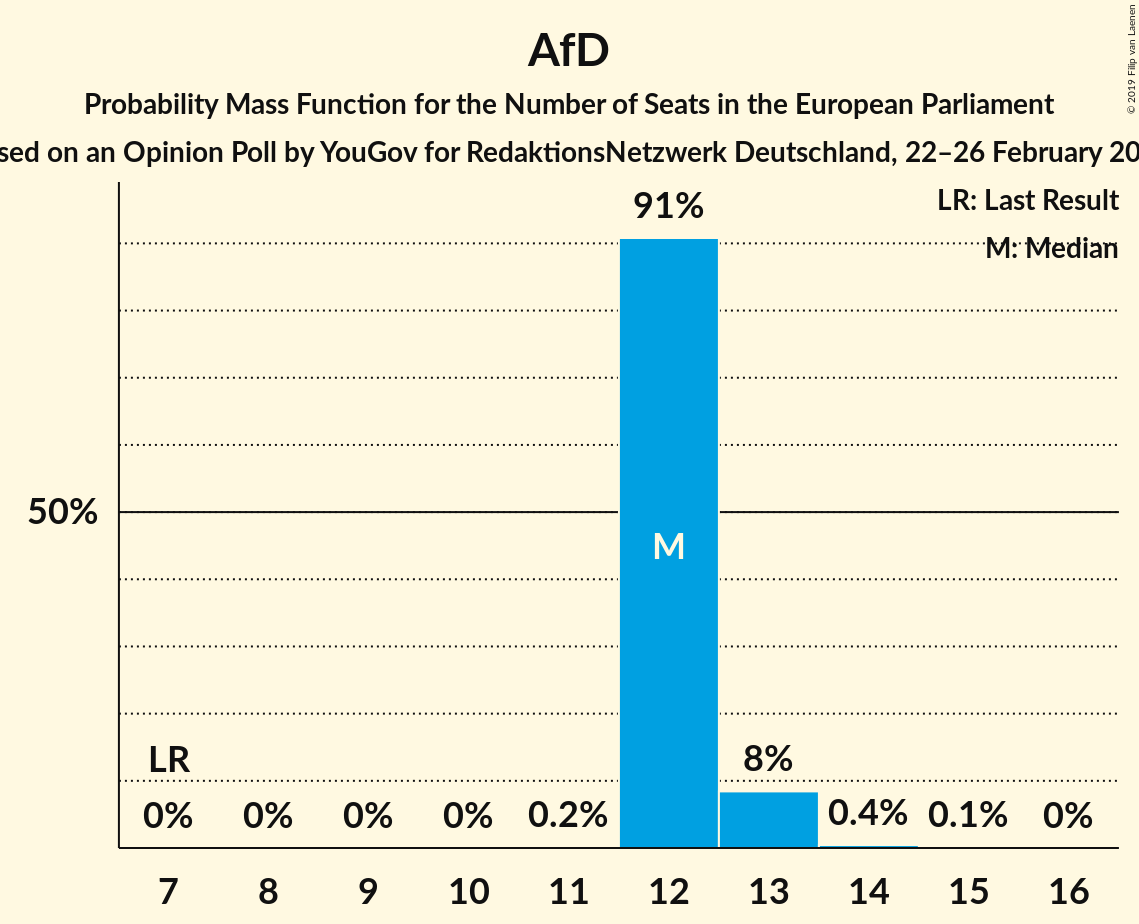 AfD
Probability Mass Function for the Number of Seats in the European Parliament
on an Opinion Poll by YouGov for RedaktionsNetzwerk Deutschland, 22–26 February
© 2019 Filip van Laenen
LR: Last Result
M: Median
91%
50%
M
LR
8%
0% 0% 0% 0% 0.2% 0.4% 0.1% 0%
7 8 9 10 11 12 13 14 15 16